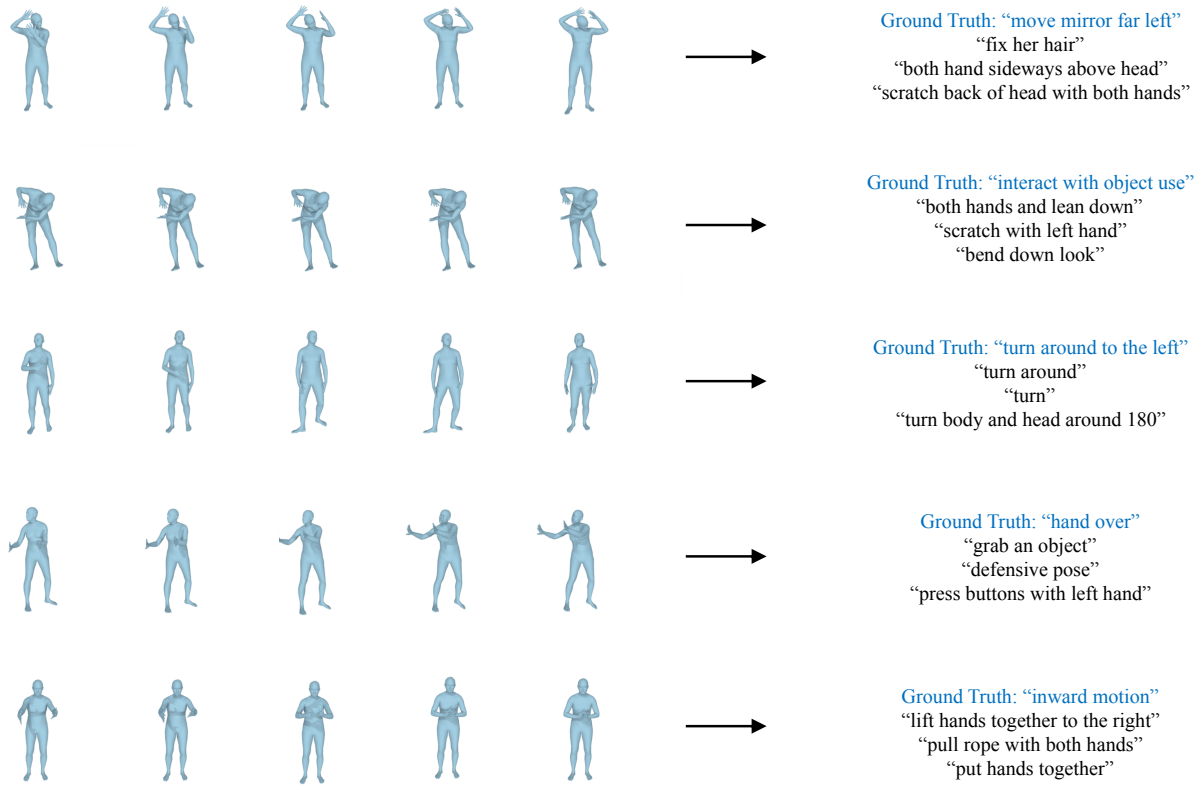 Ground Truth: “move mirror far left”
“fix her hair”
“both hand sideways above head”
“scratch back of head with both hands”
Ground Truth: “interact with object use”
“both hands and lean down”
“scratch with left hand”
“bend down look”
Ground Truth: “turn around to the left”
“turn around”
“turn”
“turn body and head around 180”
Ground Truth: “hand over”
“grab an object”
“defensive pose”
“press buttons with left hand”
Ground Truth: “inward motion”
“lift hands together to the right”
“pull rope with both hands”
“put hands together”